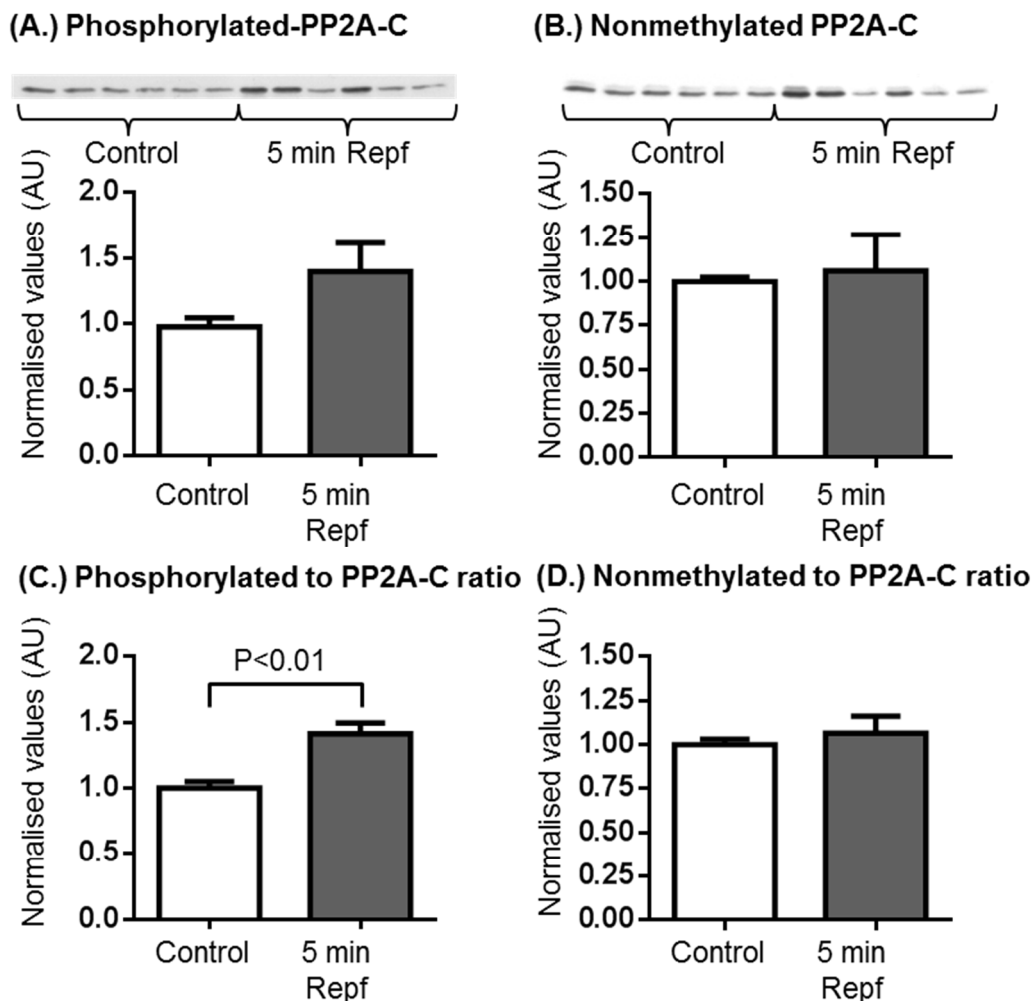 (A.) Phosphorylated-PP2A-C
Control
5 min Repf
Normalised values (AU)
2.0
1.5
1.0
0.5
0.0
Control
5 min
Repf
(B.) Nonmethylated PP2A-C
Control
5 min Repf
Normalised values (AU)
1.50
1.25
1.00
0.75
0.50
0.25
0.00
Control
5 min
Repf
(C.) Phosphorylated to PP2A-C ratio
Normalised values (AU)
2.0
1.5
1.0
0.5
0.0
P<0.01
Control
5 min
Repf
(D.) Nonmethylated to PP2A-C ratio
Normalised values (AU)
1.50
1.25
1.00
0.75
0.50
0.25
0.00
Control
5 min
Repf